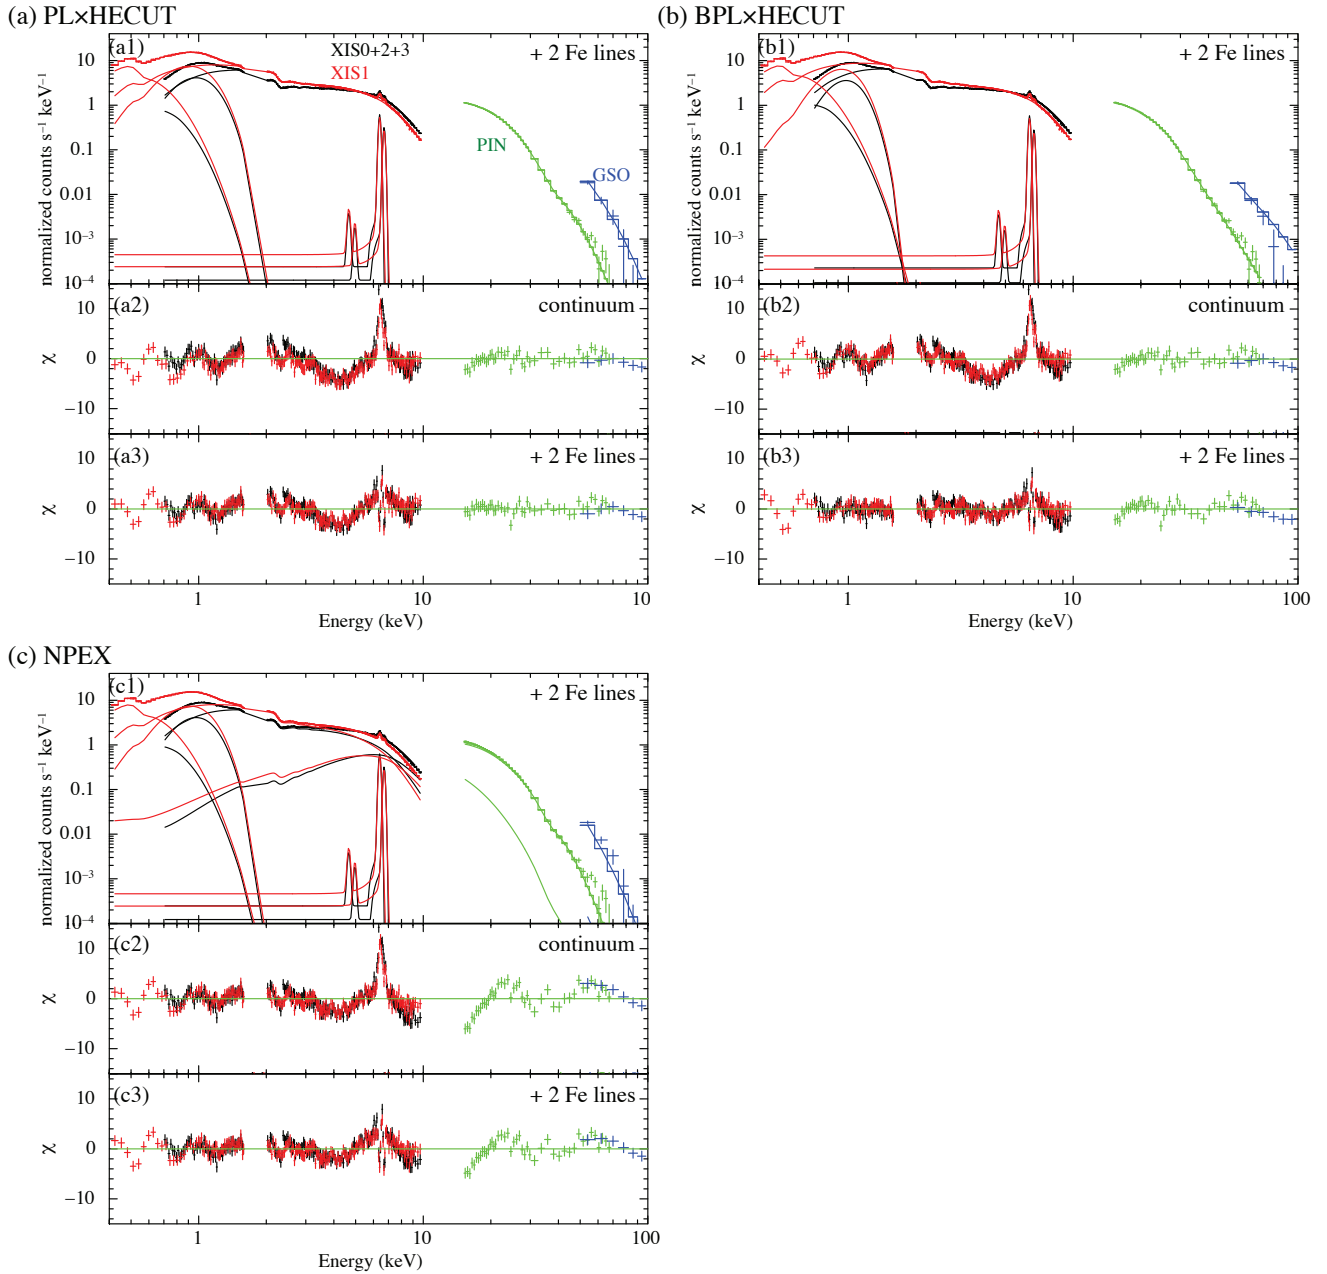 (a) PL×HECUT
(a1)
XIS0+2+3
XIS1
+ 2 Fe lines
PIN
GSO
normalized counts s⁻¹ keV⁻¹
10
1
0.1
0.01
10⁻³
10⁻⁴
(a2)
continuum
χ
10
0
−10
(a3)
+ 2 Fe lines
χ
10
0
−10
1
10
10
Energy (keV)
(b) BPL×HECUT
(b1)
+ 2 Fe lines
normalized counts s⁻¹ keV⁻¹
10
1
0.1
0.01
10⁻³
10⁻⁴
(b2)
continuum
χ
10
0
−10
(b3)
+ 2 Fe lines
χ
10
0
−10
1
10
100
Energy (keV)
(c) NPEX
(c1)
+ 2 Fe lines
normalized counts s⁻¹ keV⁻¹
10
1
0.1
0.01
10⁻³
10⁻⁴
(c2)
continuum
χ
10
0
−10
(c3)
+ 2 Fe lines
χ
10
0
−10
1
10
100
Energy (keV)